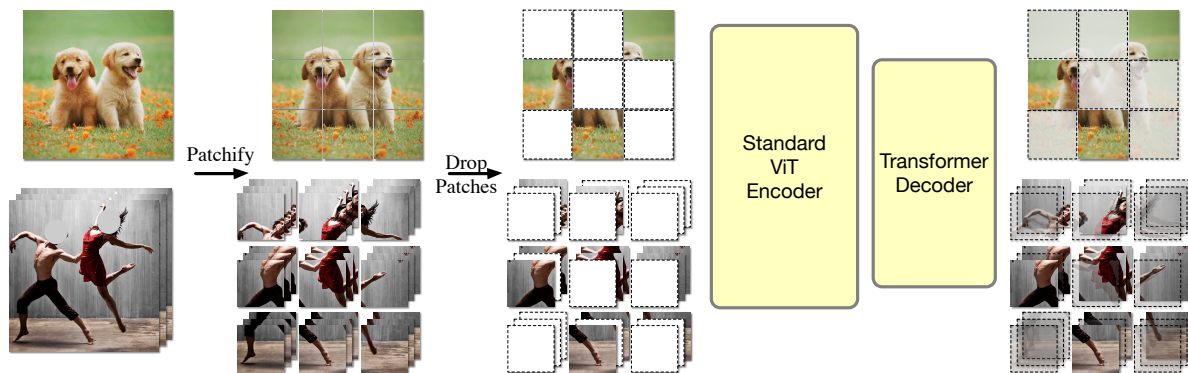 Patchify
Drop
Patches
Standard
ViT
Encoder
Transformer
Decoder